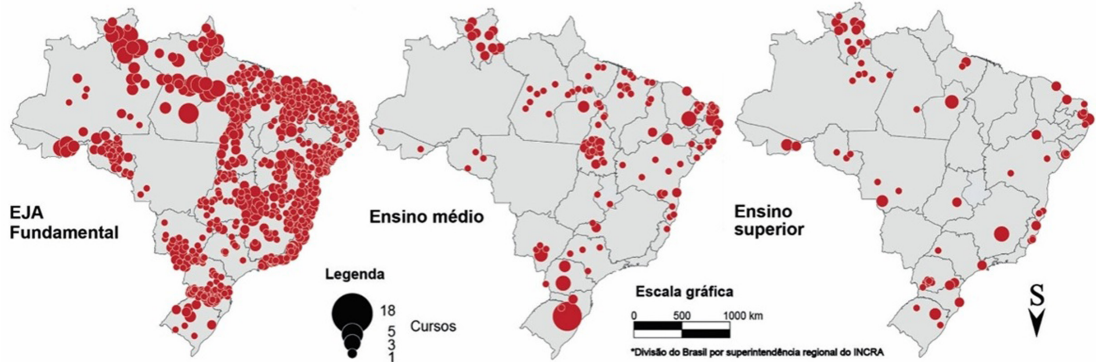 EJA
Fundamental
Ensino médio
Ensino
superior
Legenda
18
5
3
1
Cursos
Escala gráfica
0 500 1000 km
S
*Divisão do Brasil por superintendência regional do INCRA